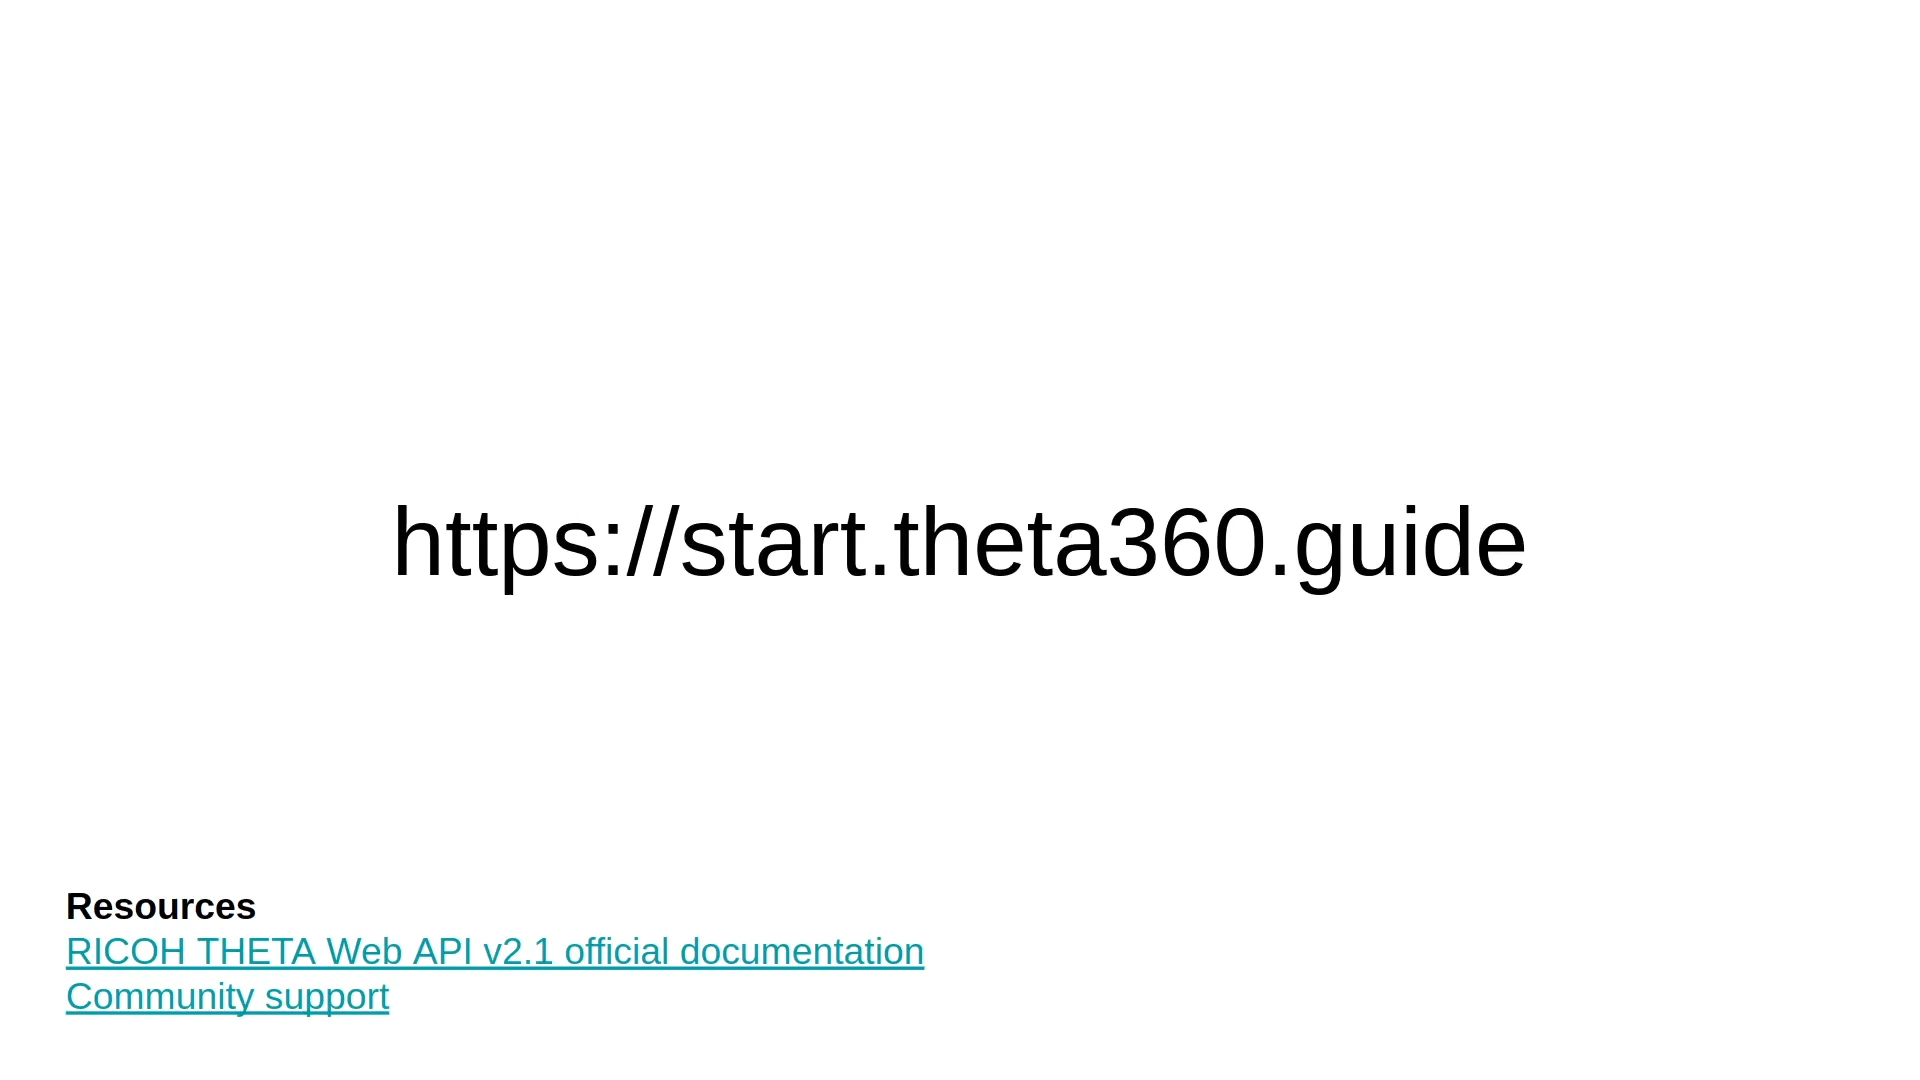 https://start.theta360.guide
Resources
RICOH THETA Web API v2.1 official documentation
Community support